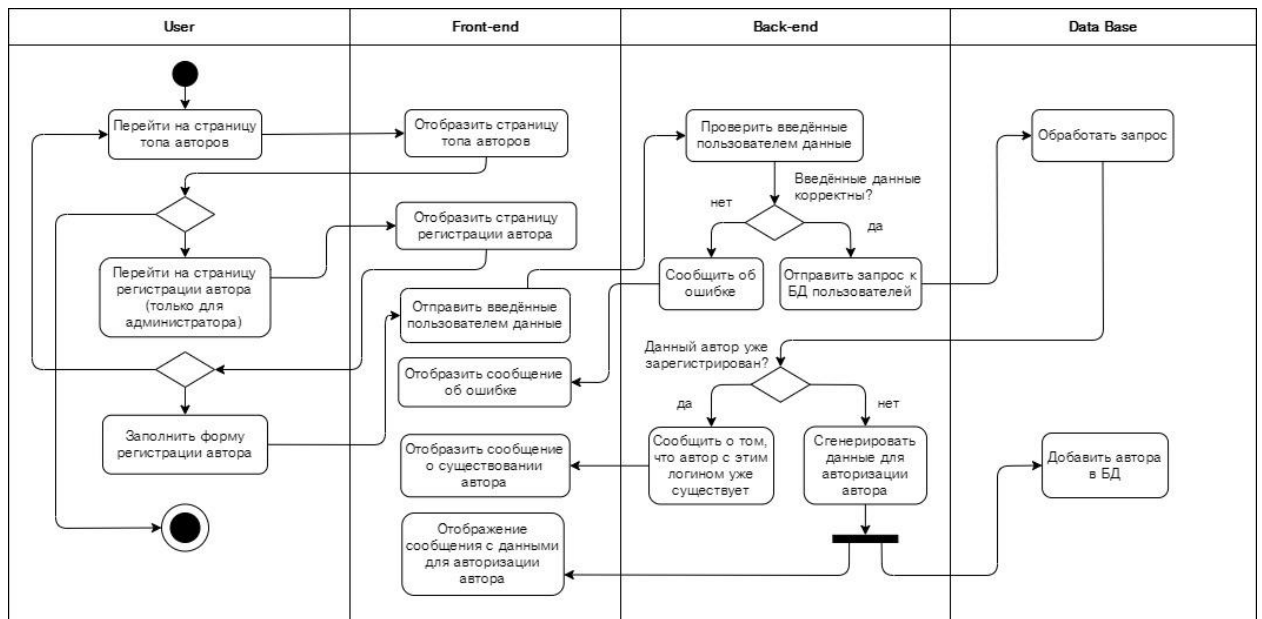 User
Front-end
Back-end
Data Base
Перейти на страницу
топа авторов
Отобразить страницу
топа авторов
Проверить введённые
пользователем данные
Обработать запрос
Введённые данные
корректны?
нет
да
Отобразить страницу
регистрации автора
Перейти на страницу
регистрации автора
(только для
администратора)
Сообщить об
ошибке
Отправить запрос к
БД пользователей
Отправить введённые
пользователем данные
Данный автор уже
зарегистрирован?
Отобразить сообщение
об ошибке
да
нет
Заполнить форму
регистрации автора
Отобразить сообщение
о существовании
автора
Сообщить о том,
что автор с этим
логином уже
существует
Сгенерировать
данные для
авторизации
автора
Добавить автора
в БД
Отображение
сообщения с данными
для авторизации
автора